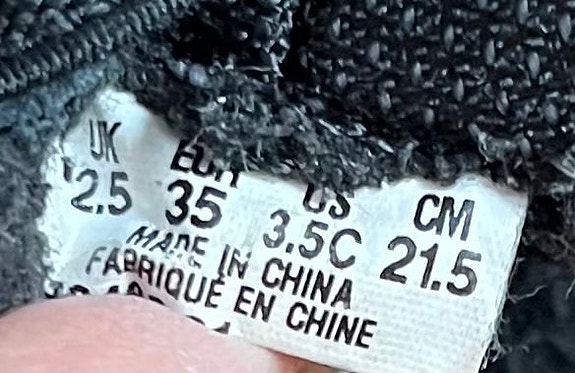 UK EUR US CM
2.5 35 3.5C 21.5
MADE IN CHINA
FABRIQUÉ EN CHINE